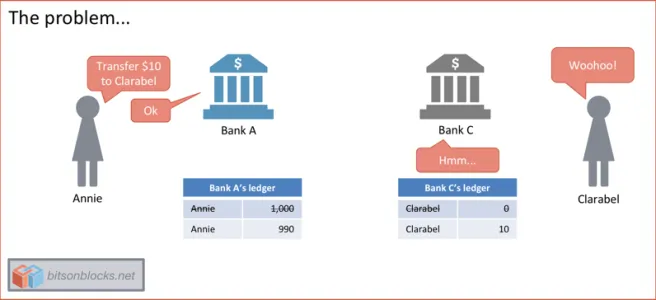 The problem...
Transfer $10
to Clarabel
Ok
$
Bank A
$
Bank C
Hmm...
Woohoo!
Annie
Clarabel
Bank A's ledger
Annie 1,000
Annie 990
Bank C's ledger
Clarabel 0
Clarabel 10
bitsonblocks.net